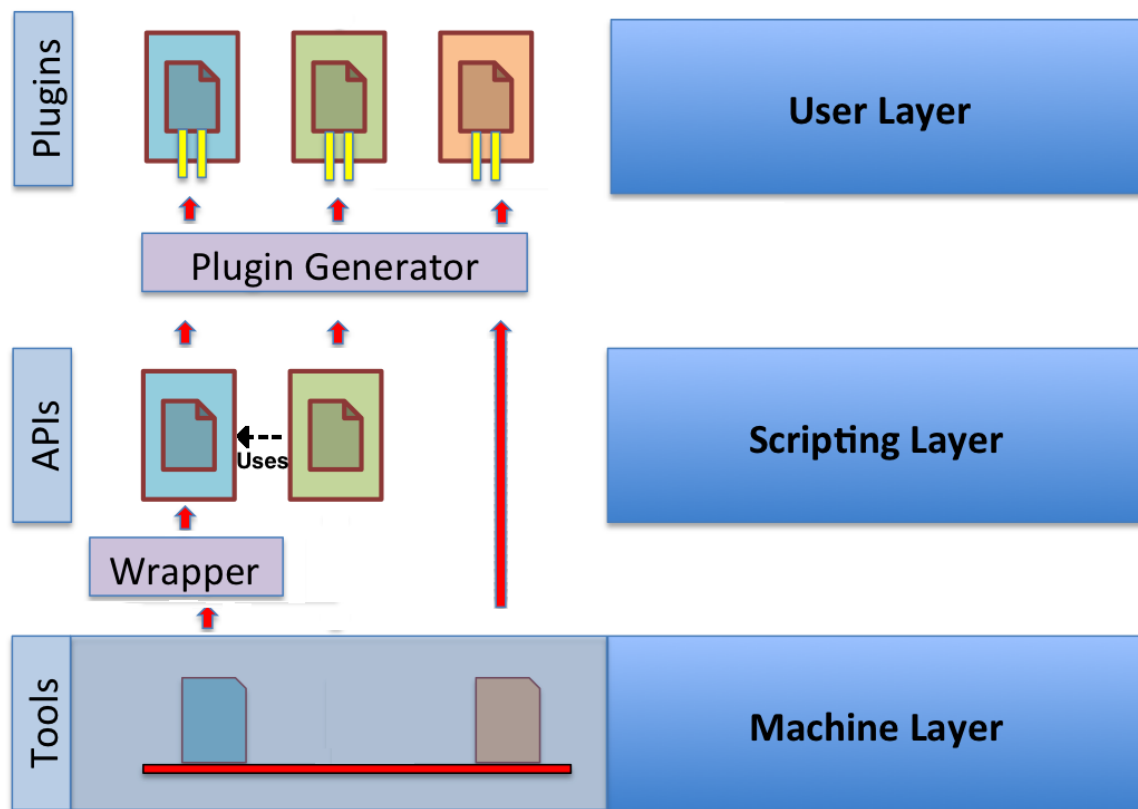 Plugins
User Layer
Plugin Generator
APIs
Uses
Scripting Layer
Wrapper
Tools
Machine Layer